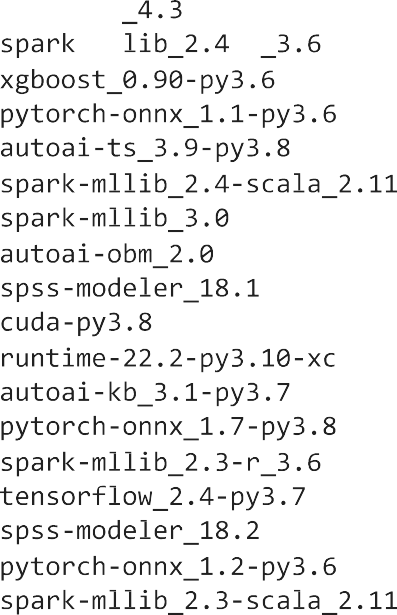 _4.3
spark lib_2.4 _3.6
xgboost_0.90-py3.6
pytorch-onnx_1.1-py3.6
autoai-ts_3.9-py3.8
spark-mllib_2.4-scala_2.11
spark-mllib_3.0
autoai-obm_2.0
spss-modeler_18.1
cuda-py3.8
runtime-22.2-py3.10-xc
autoai-kb_3.1-py3.7
pytorch-onnx_1.7-py3.8
spark-mllib_2.3-r_3.6
tensorflow_2.4-py3.7
spss-modeler_18.2
pytorch-onnx_1.2-py3.6
spark-mllib_2.3-scala_2.11